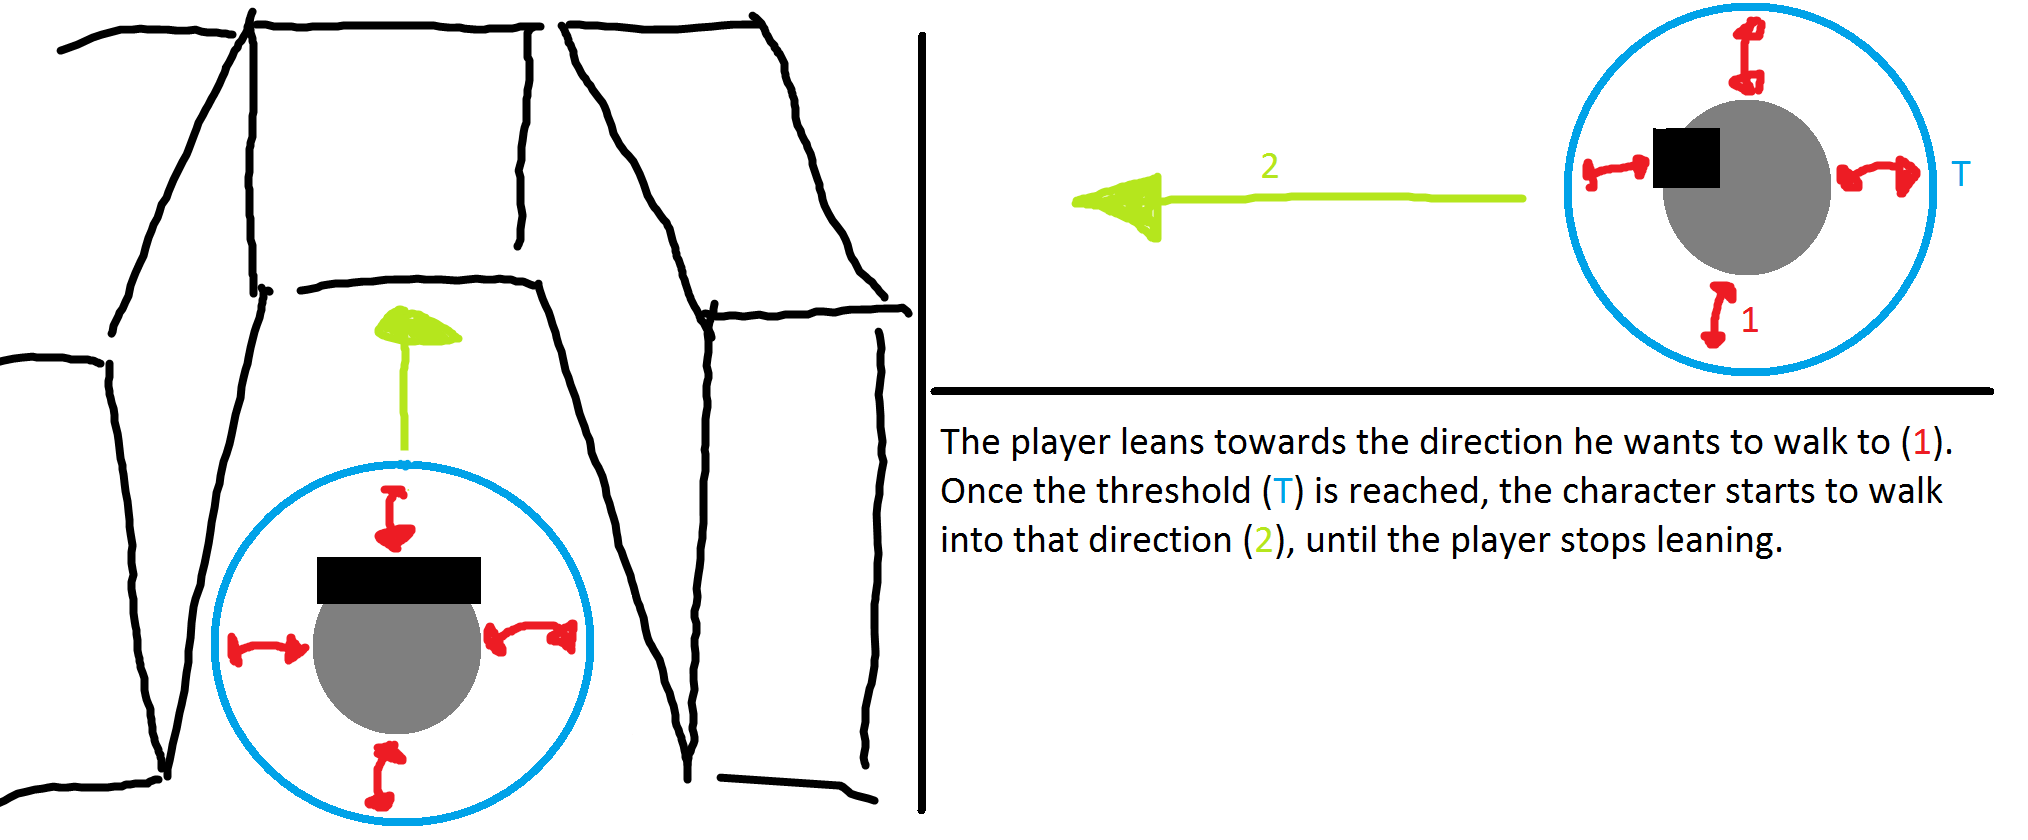 2
T
1
The player leans towards the direction he wants to walk to (1).
Once the threshold (T) is reached, the character starts to walk
into that direction (2), until the player stops leaning.